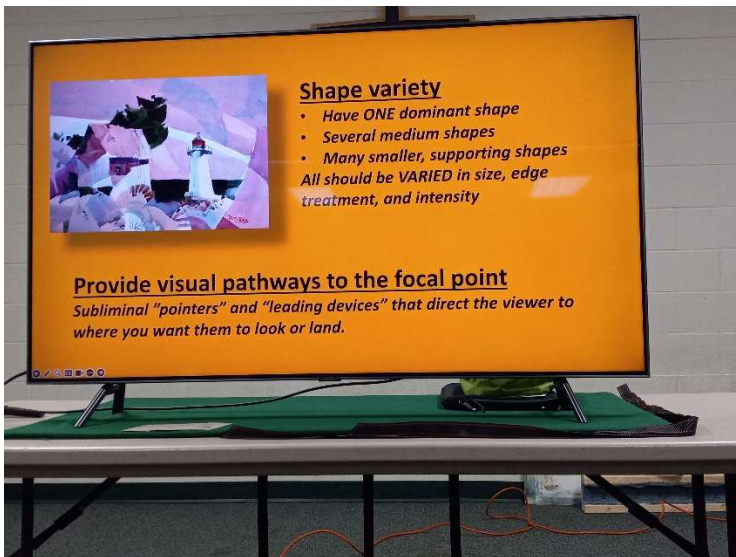 Shape variety
• Have ONE dominant shape
• Several medium shapes
• Many smaller, supporting shapes
All should be VARIED in size, edge
treatment, and intensity
Provide visual pathways to the focal point
Subliminal "pointers" and "leading devices" that direct the viewer to
where you want them to look or land.